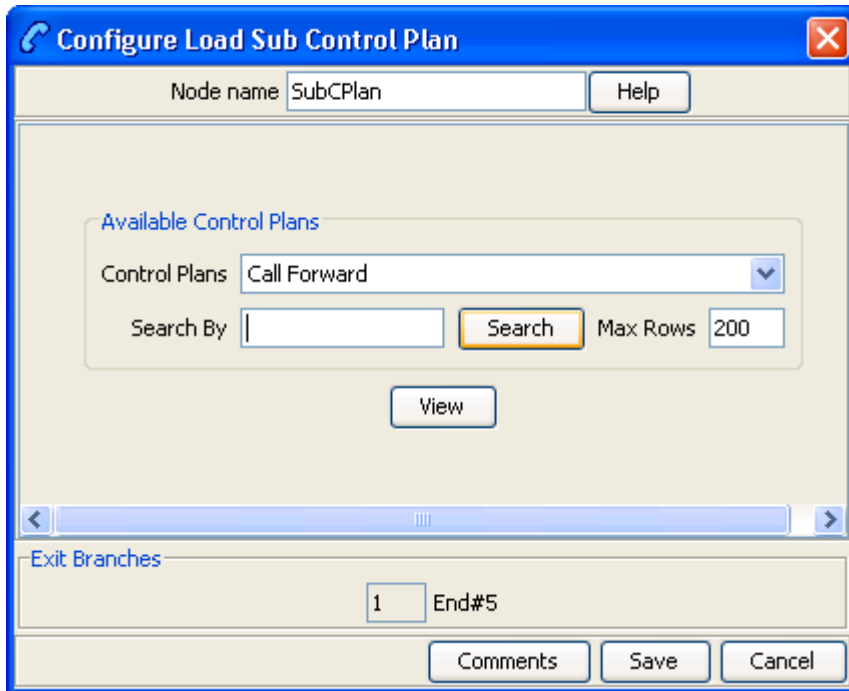 Configure Load Sub Control Plan
Node name SubCPlan Help
Available Control Plans
Control Plans Call Forward
Search By Search Max Rows 200
View
Exit Branches
1 End#5
Comments Save Cancel